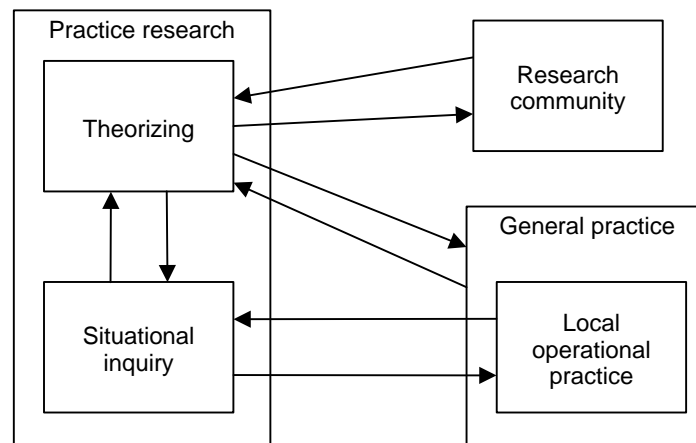 Practice research
Theorizing
Research
community
General practice
Situational
inquiry
Local
operational
practice